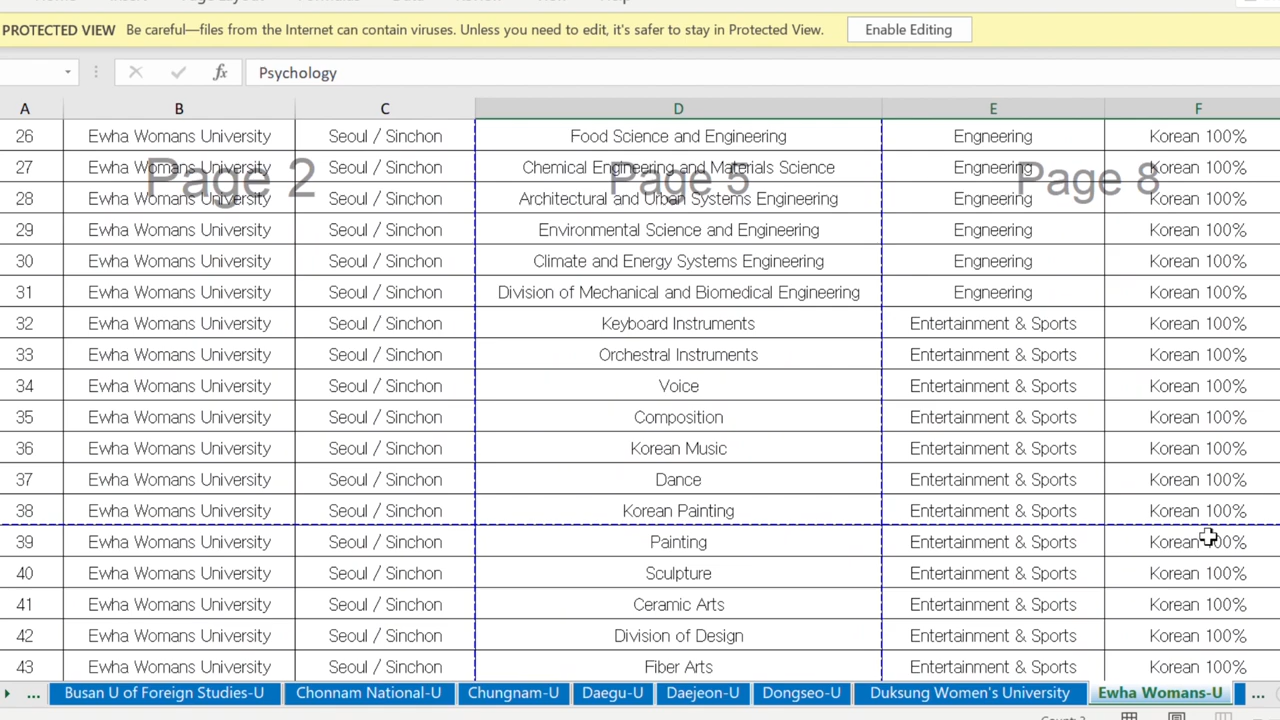 PROTECTED VIEW Be careful—files from the Internet can contain viruses. Unless you need to edit, it's safer to stay in Protected View. Enable Editing
fx Psychology
A B C D E F
26 Ewha Womans University Seoul / Sinchon Food Science and Engineering Engneering Korean 100%
27 Ewha Womans University Seoul / Sinchon Chemical Engineering and Materials Science Engneering Korean 100%
Page 2 Page 5 Page 8
28 Ewha Womans University Seoul / Sinchon Architectural and Urban Systems Engineering Engneering Korean 100%
29 Ewha Womans University Seoul / Sinchon Environmental Science and Engineering Engneering Korean 100%
30 Ewha Womans University Seoul / Sinchon Climate and Energy Systems Engineering Engneering Korean 100%
31 Ewha Womans University Seoul / Sinchon Division of Mechanical and Biomedical Engineering Engneering Korean 100%
32 Ewha Womans University Seoul / Sinchon Keyboard Instruments Entertainment & Sports Korean 100%
33 Ewha Womans University Seoul / Sinchon Orchestral Instruments Entertainment & Sports Korean 100%
34 Ewha Womans University Seoul / Sinchon Voice Entertainment & Sports Korean 100%
35 Ewha Womans University Seoul / Sinchon Composition Entertainment & Sports Korean 100%
36 Ewha Womans University Seoul / Sinchon Korean Music Entertainment & Sports Korean 100%
37 Ewha Womans University Seoul / Sinchon Dance Entertainment & Sports Korean 100%
38 Ewha Womans University Seoul / Sinchon Korean Painting Entertainment & Sports Korean 100%
39 Ewha Womans University Seoul / Sinchon Painting Entertainment & Sports Korean 100%
40 Ewha Womans University Seoul / Sinchon Sculpture Entertainment & Sports Korean 100%
41 Ewha Womans University Seoul / Sinchon Ceramic Arts Entertainment & Sports Korean 100%
42 Ewha Womans University Seoul / Sinchon Division of Design Entertainment & Sports Korean 100%
43 Ewha Womans University Seoul / Sinchon Fiber Arts Entertainment & Sports Korean 100%
... Busan U of Foreign Studies-U Chonnam National-U Chungnam-U Daegu-U Daejeon-U Dongseo-U Duksung Women's University Ewha Womans-U ...